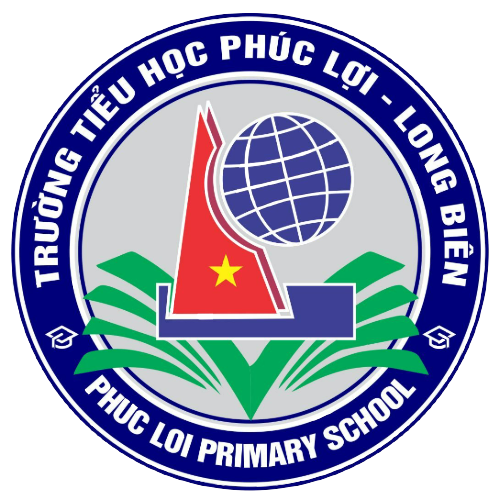 TRƯỜNG TIỂU HỌC PHÚC LỢI - LONG BIÊN
PHUC LOI PRIMARY SCHOOL